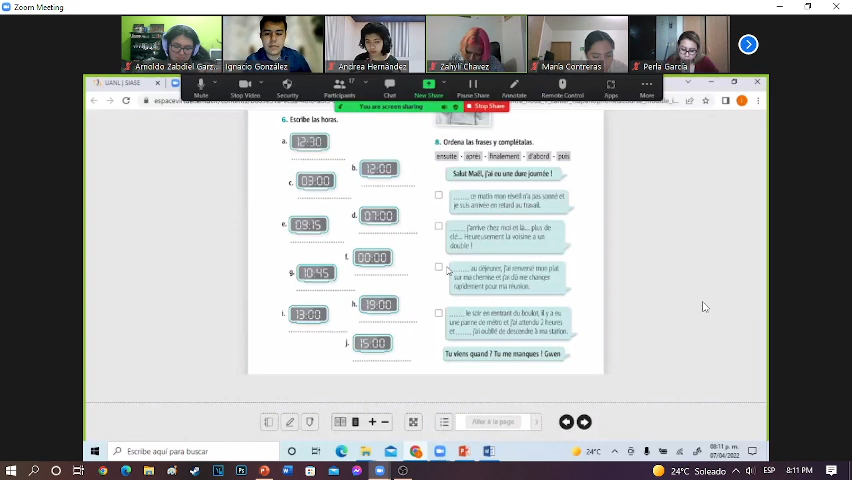 Zoom Meeting
Arnoldo Zabdiel Garz...
Ignacio González
Andrea Hernández
Zahyli Chavez
María Contreras
Perla García
UANL | SIASE
Mute
Stop Video
Security
Participants
17
Chat
New Share
Pause Share
Annotate
Remote Control
Apps
More
You are screen sharing
Stop Share
6. Escribe las horas.
a. 12:30
b. 12:00
c. 03:00
d. 07:00
e. 09:15
f. 00:00
g. 10:45
h. 19:00
i. 13:00
j. 15:00
8. Ordena las frases y complétalas.
ensuite - après - finalement - d'abord - puis
Salut Maël, j'ai eu une dure journée !
........ ce matin mon réveil n'a pas sonné et
je suis arrivée en retard au travail.
........ j'arrive chez moi et là... plus de
clé... Heureusement la voisine a un
double !
........ au déjeuner, j'ai renversé mon plat
sur ma chemise et j'ai dû me changer
rapidement pour ma réunion.
........ le soir en rentrant du boulot, il y a eu
une panne de métro et j'ai attendu 2 heures
et ........ j'ai oublié de descendre à ma station.
Tu viens quand ? Tu me manques ! Gwen
Aller à la page
Escribe aquí para buscar
24°C
08:11 p. m.
07/04/2022
24°C Soleado
ESP
8:11 PM